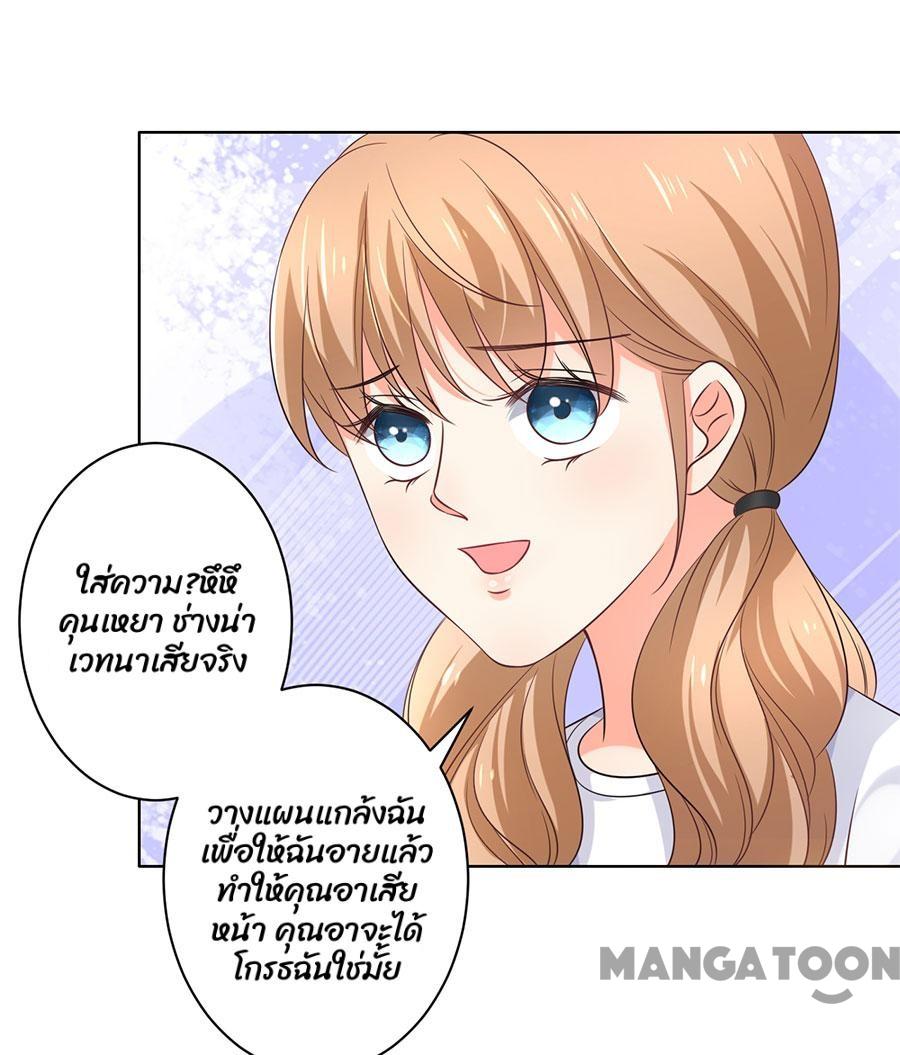 ใส่ความ?หึหึ
คุนเหยา ช่างน่า
เวทนาเสียจริง
วางแผนแกล้งฉัน
เพื่อให้ฉันอายแล้ว
ทำให้คุณอาเสีย
หน้า คุณอาจะได้
โกรธฉันใช่มั้ย
MANGATOON